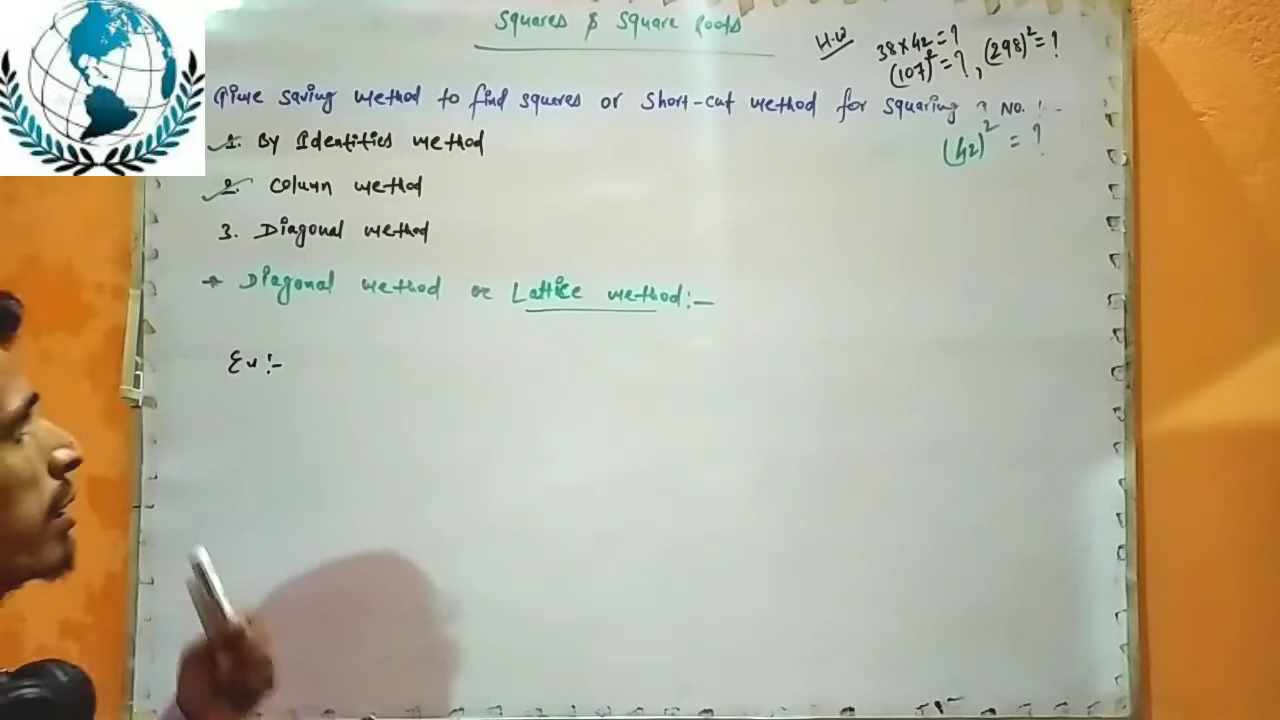 Squares & Square Roots
H.W 38×42=?
(107)²=?, (298)²=?
Time saving method to find squares or Short-cut method for squaring a No.:-
(42)² = ?
1. By Identities method
2. Column method
3. Diagonal method
* Diagonal method or Lattice method:-
Ex:-